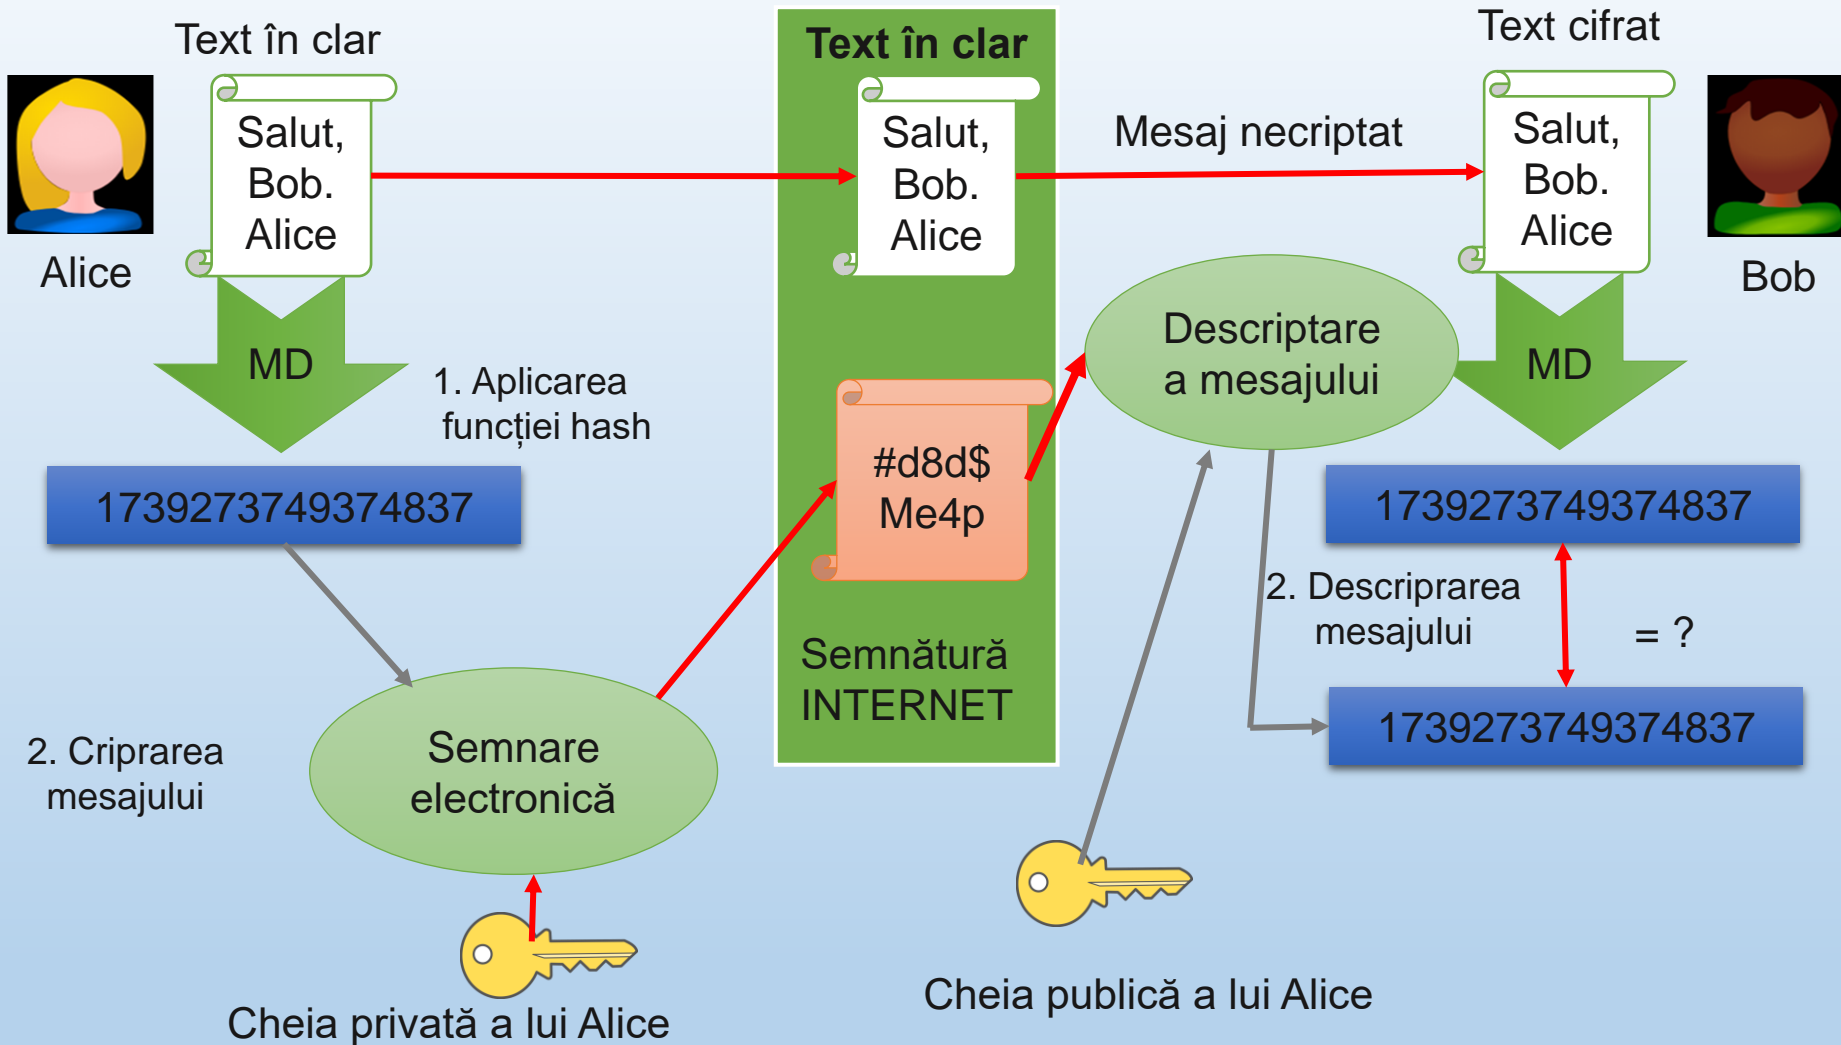 Text în clar
Salut,
Bob.
Alice
Alice
MD
1. Aplicarea
funcției hash
1739273749374837
2. Criprarea
mesajului
Semnare
electronică
Cheia privată a lui Alice
Text în clar
Salut,
Bob.
Alice
#d8d$
Me4p
Semnătură
INTERNET
Mesaj necriptat
Descriptare
a mesajului
Cheia publică a lui Alice
Text cifrat
Salut,
Bob.
Alice
Bob
MD
1739273749374837
2. Descriprarea
mesajului
= ?
1739273749374837